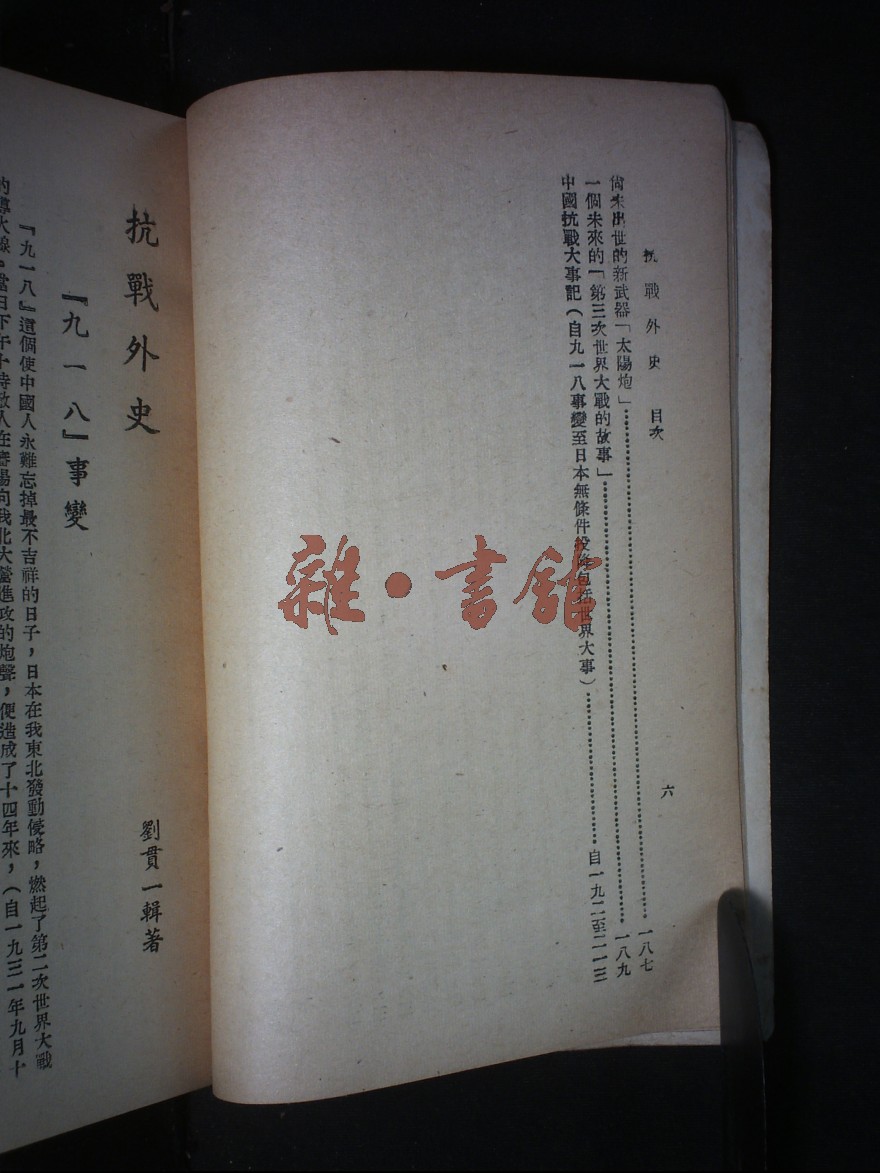 抗戰外史　目次
六
尙未出世的新武器「太陽炮」……一八七
一個未來的「第三次世界大戰的故事」……一八九
中國抗戰大事記（自九一八事變至日本無條件投降包括世界大事）……自一九二至二一三
抗戰外史
劉貫一輯著
『九一八』事變
『九一八』這個使中國人永難忘掉最不吉祥的日子，日本在我東北發動侵略，燃起了第二次世界大戰
的導火線。當日下午十時敵人在瀋陽向我北大營進攻的炮聲，便造成了十四年來，（自一九三一年九月十
雜·書館